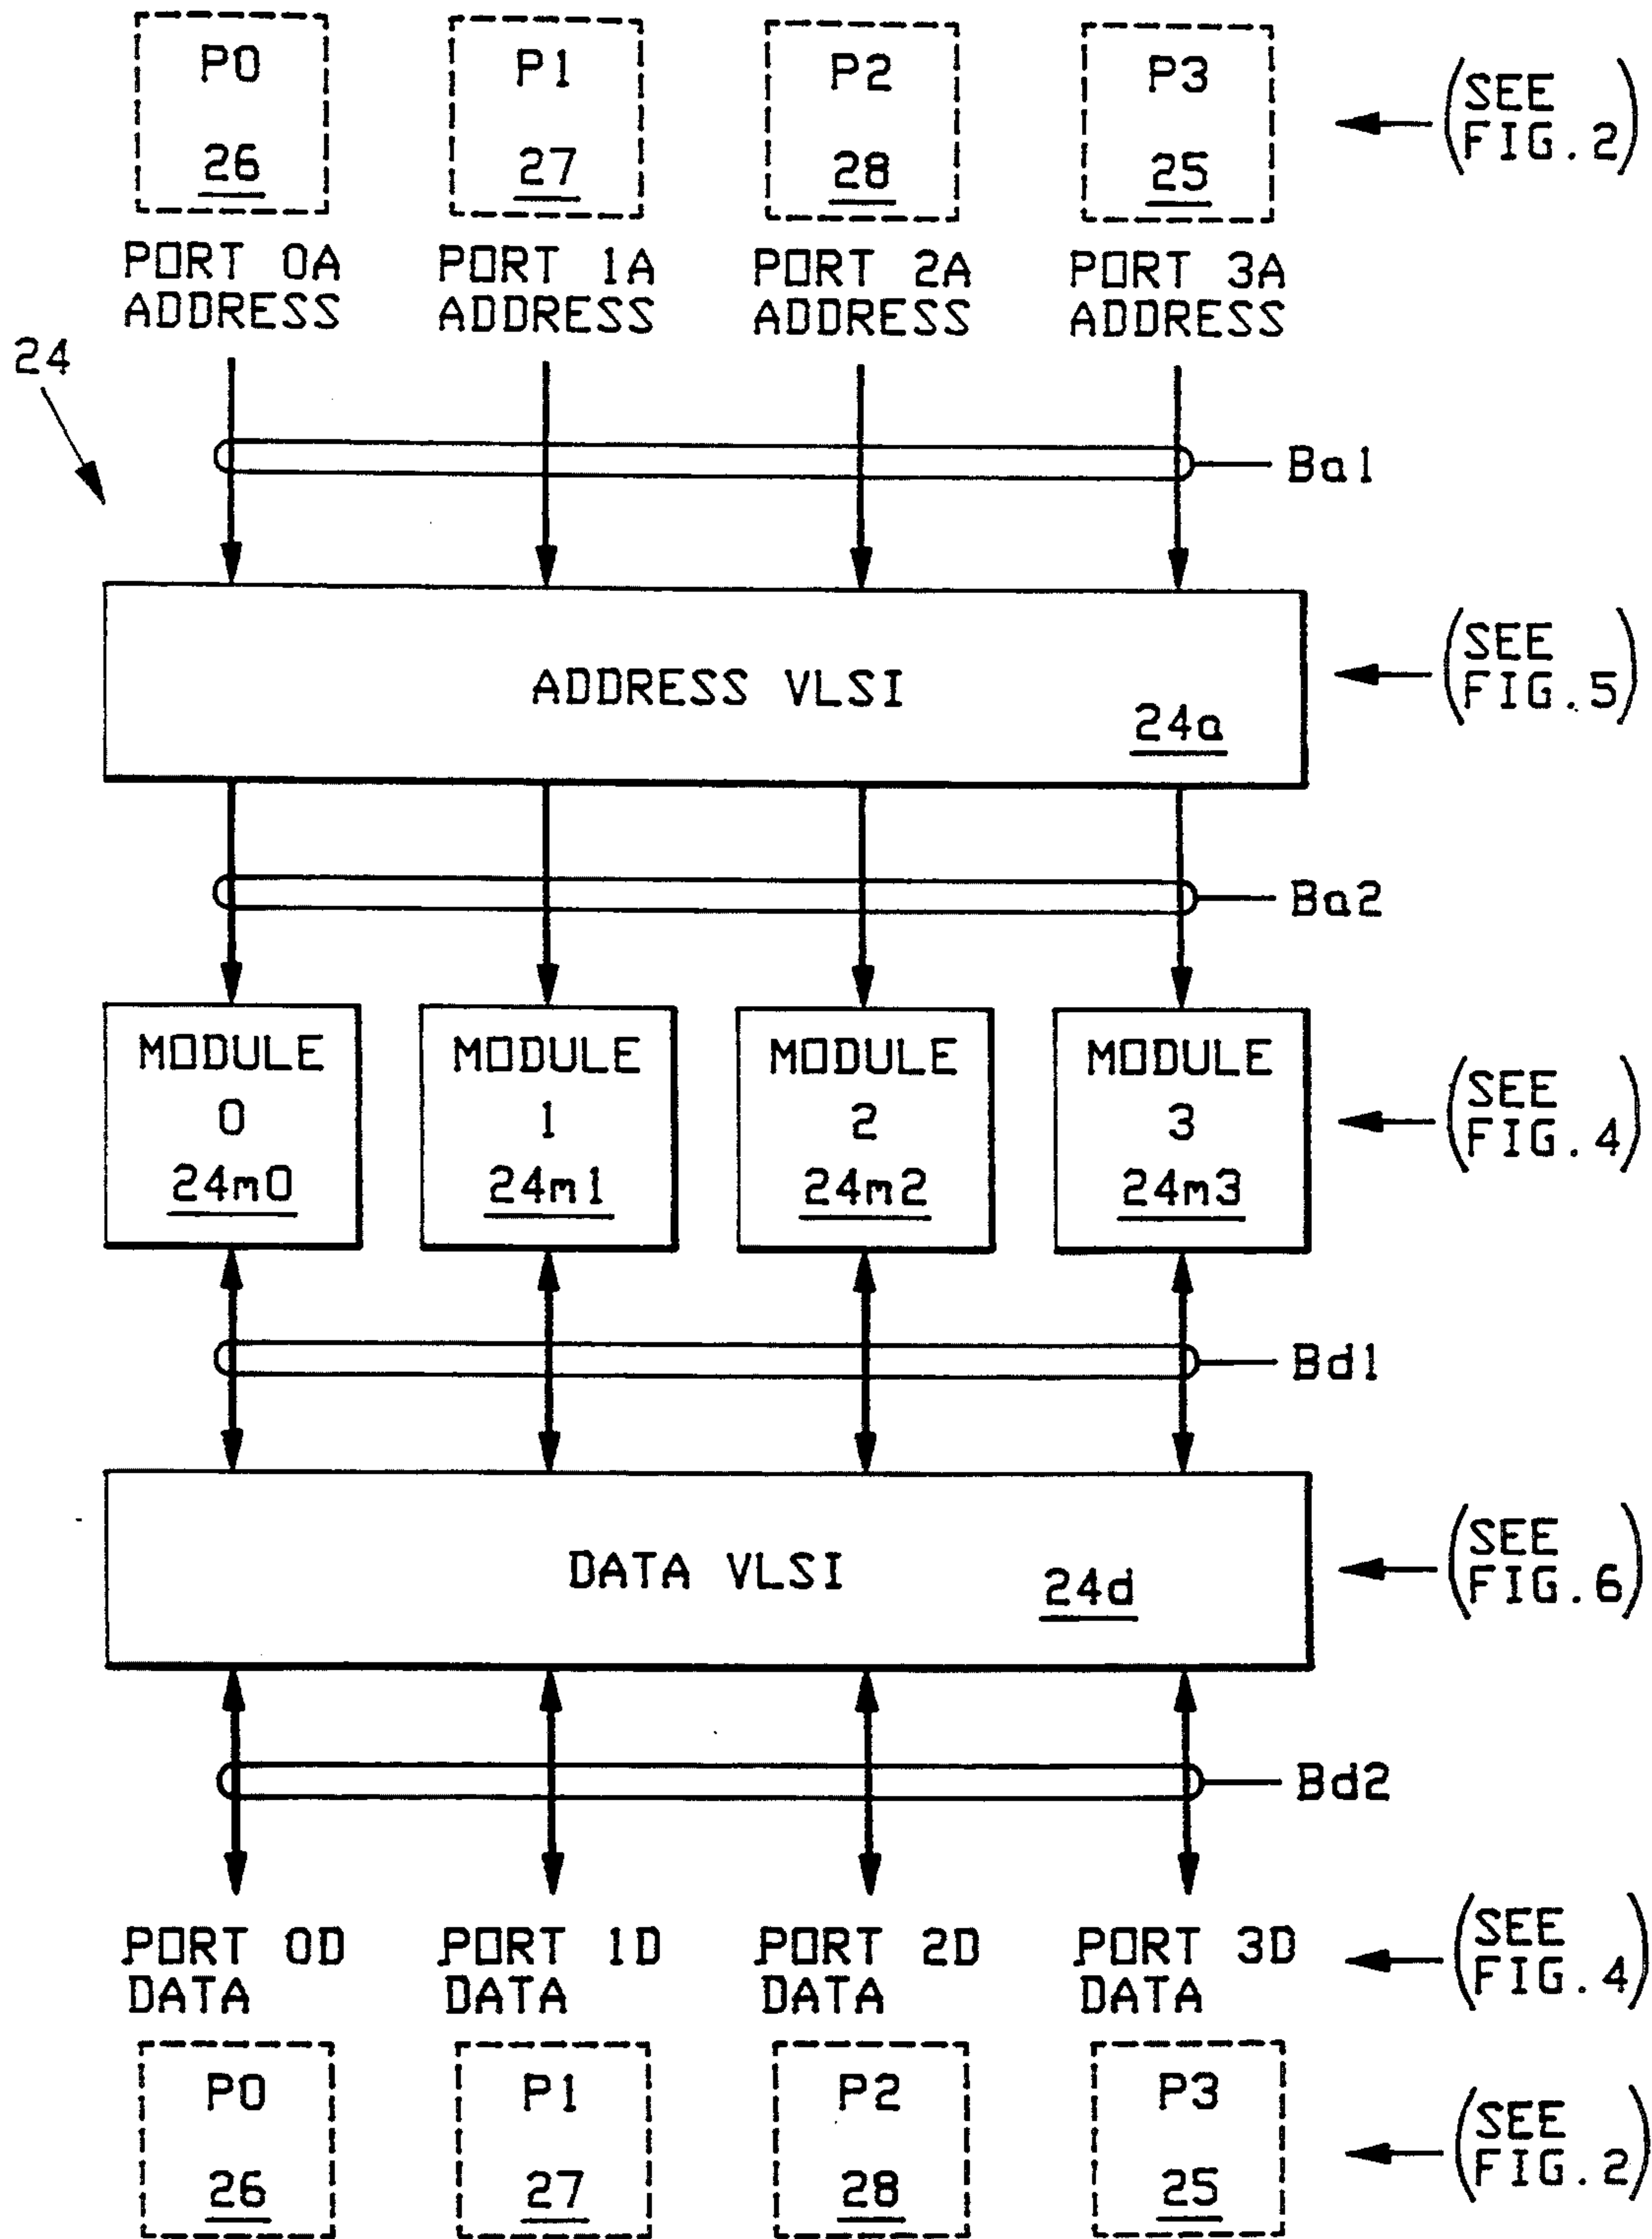 P0 P1 P2 P3
26 27 28 25
(SEE
FIG.2)
PORT 0A PORT 1A PORT 2A PORT 3A
ADDRESS ADDRESS ADDRESS ADDRESS
24
Ba1
ADDRESS VLSI
24a
(SEE
FIG.5)
Ba2
MODULE MODULE MODULE MODULE
0 1 2 3
24m0 24m1 24m2 24m3
(SEE
FIG.4)
Bd1
DATA VLSI
24d
(SEE
FIG.6)
Bd2
PORT 0D PORT 1D PORT 2D PORT 3D
DATA DATA DATA DATA
(SEE
FIG.4)
P0 P1 P2 P3
26 27 28 25
(SEE
FIG.2)